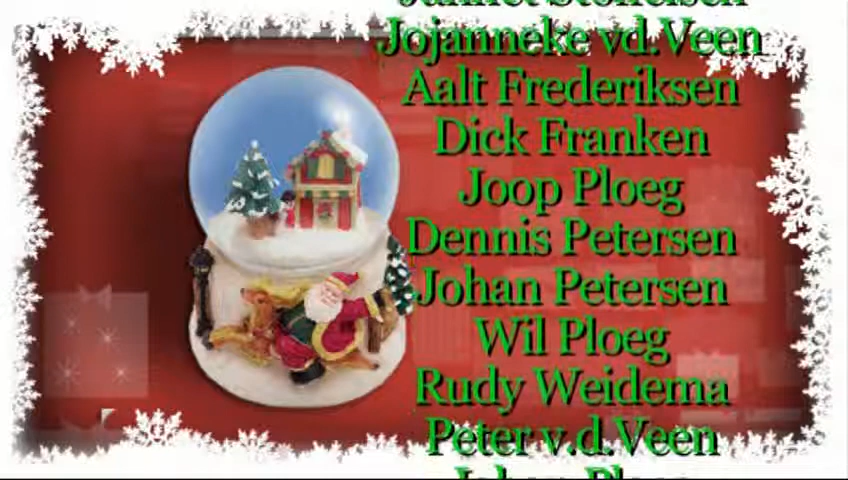 Jojanneke vd.Veen
Aalt Frederiksen
Dick Franken
Joop Ploeg
Dennis Petersen
Johan Petersen
Wil Ploeg
Rudy Weidema
Peter v.d.Veen